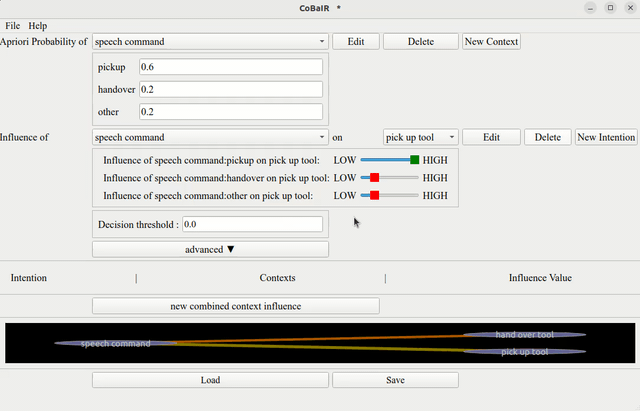 CoBaIR *
File Help
Apriori Probability of speech command Edit Delete New Context
pickup 0.6
handover 0.2
other 0.2
Influence of speech command on pick up tool Edit Delete New Intention
Influence of speech command:pickup on pick up tool: LOW HIGH
Influence of speech command:handover on pick up tool: LOW HIGH
Influence of speech command:other on pick up tool: LOW HIGH
Decision threshold : 0.0
advanced ▼
Intention | Contexts | Influence Value
new combined context influence
hand over tool
speech command
pick up tool
Load Save